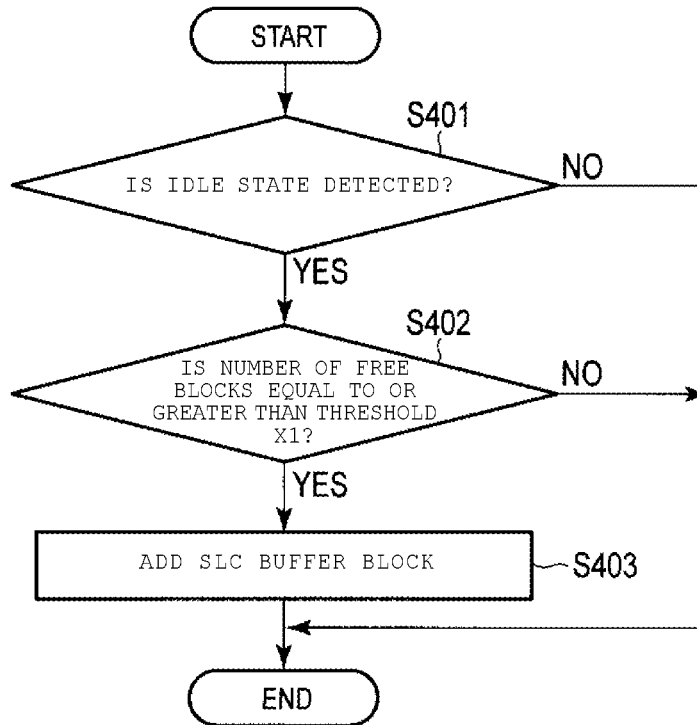 START
S401
IS IDLE STATE DETECTED?
NO
YES
S402
IS NUMBER OF FREE
BLOCKS EQUAL TO OR
GREATER THAN THRESHOLD
X1?
NO
YES
ADD SLC BUFFER BLOCK
S403
END